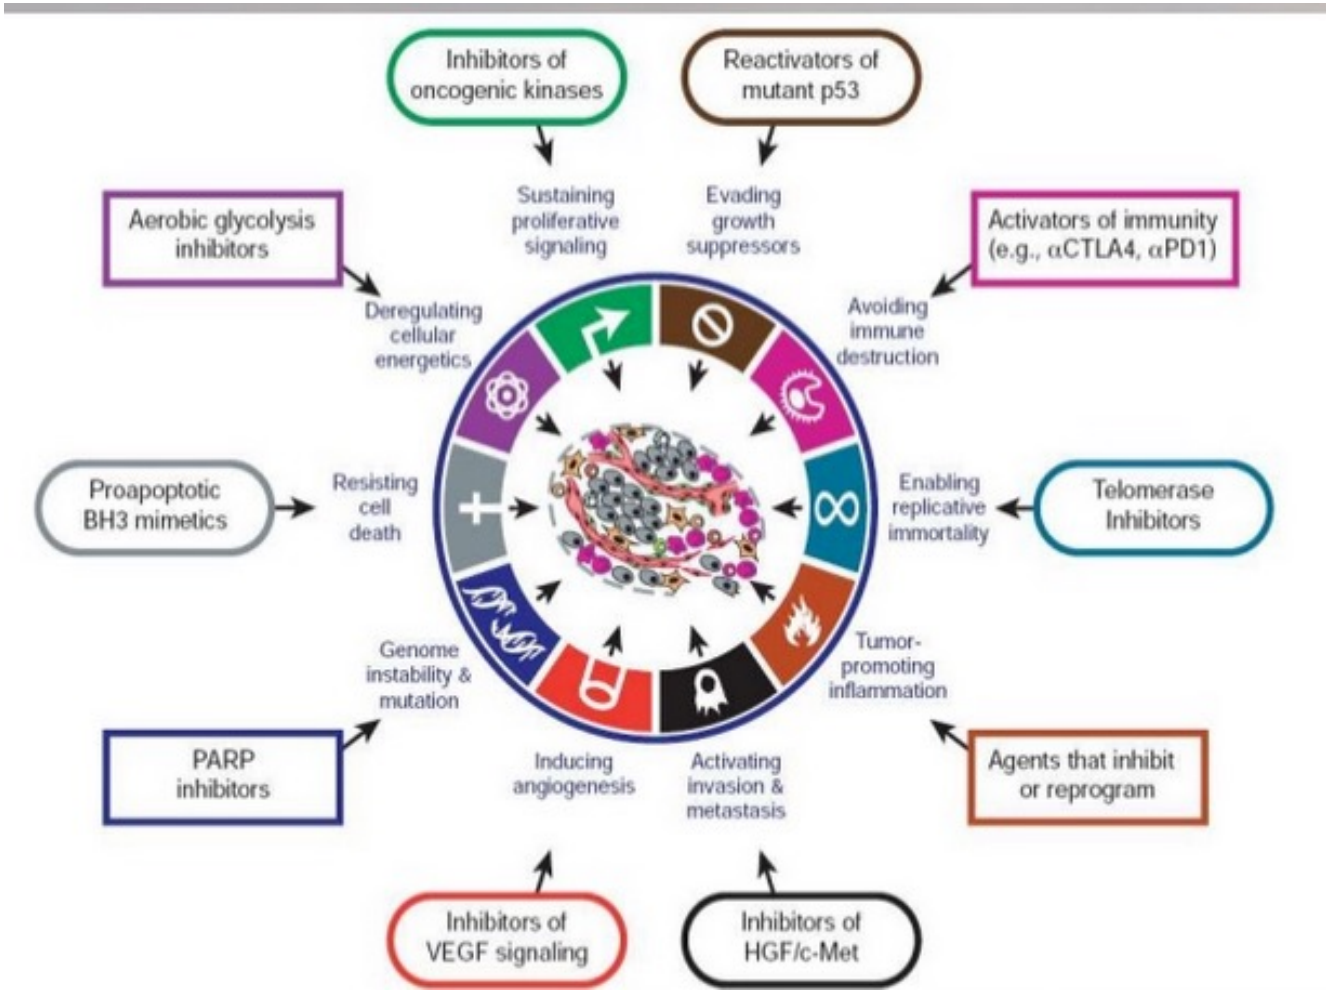 Inhibitors of
oncogenic kinases
Reactivators of
mutant p53
Sustaining
proliferative
signaling
Evading
growth
suppressors
Aerobic glycolysis
inhibitors
Activators of immunity
(e.g., αCTLA4, αPD1)
Deregulating
cellular
energetics
Avoiding
immune
destruction
Proapoptotic
BH3 mimetics
Resisting
cell
death
Enabling
replicative
immortality
Telomerase
Inhibitors
Genome
instability &
mutation
Tumor-
promoting
inflammation
PARP
inhibitors
Inducing
angiogenesis
Activating
invasion &
metastasis
Agents that inhibit
or reprogram
Inhibitors of
VEGF signaling
Inhibitors of
HGF/c-Met